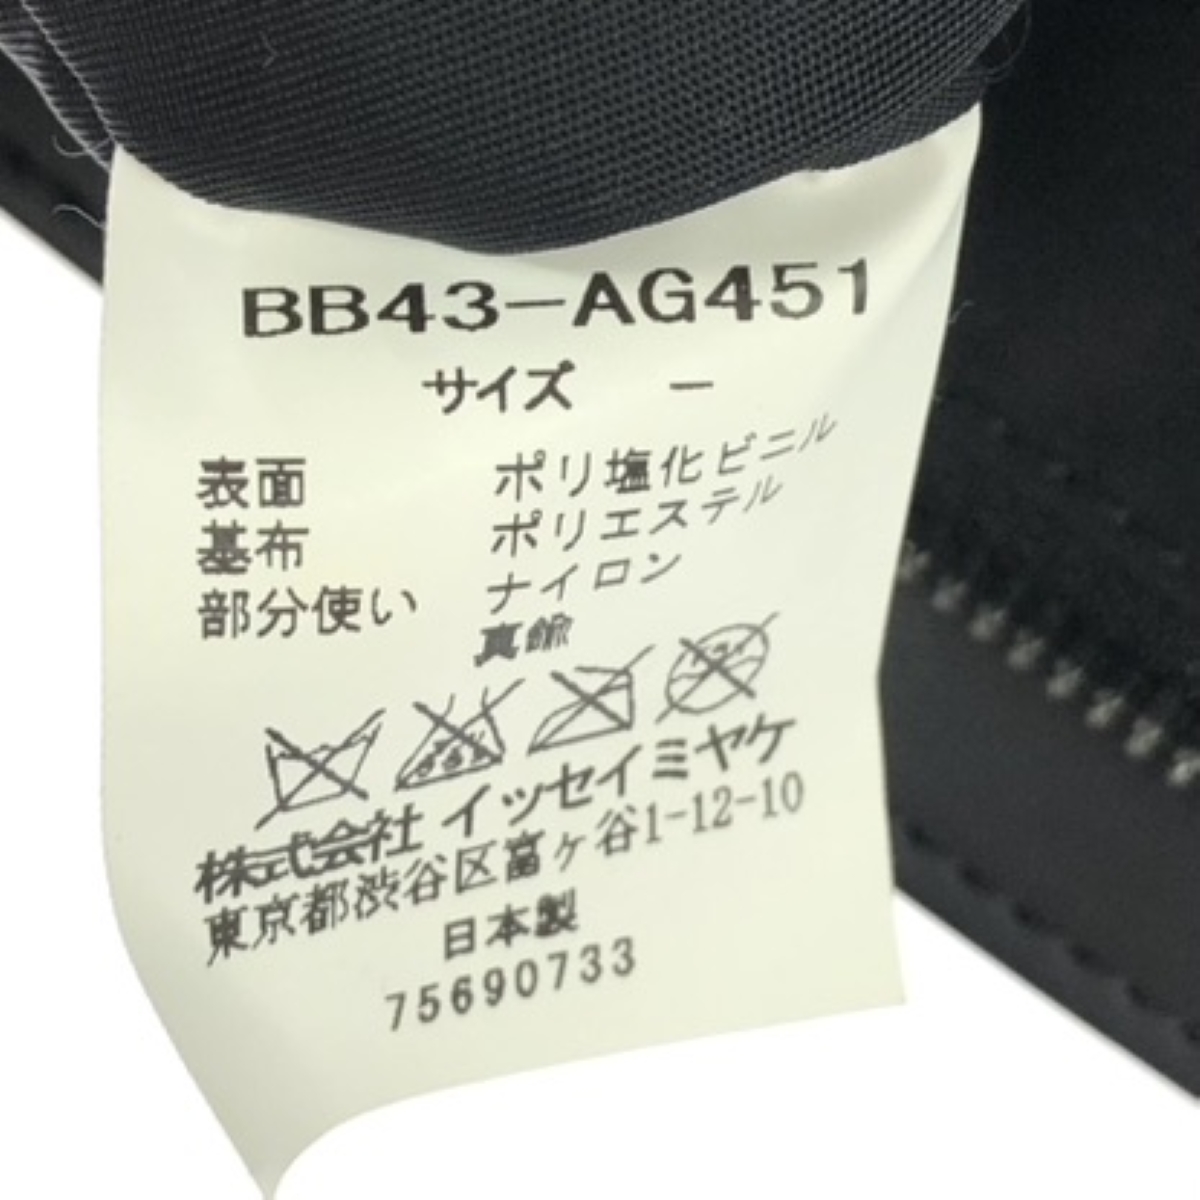 BB43-AG451
サイズ －
表面 ポリ塩化ビニル
基布 ポリエステル
部分使い ナイロン
真鍮
株式会社 イッセイミヤケ
東京都渋谷区富ヶ谷1-12-10
日本製
75690733